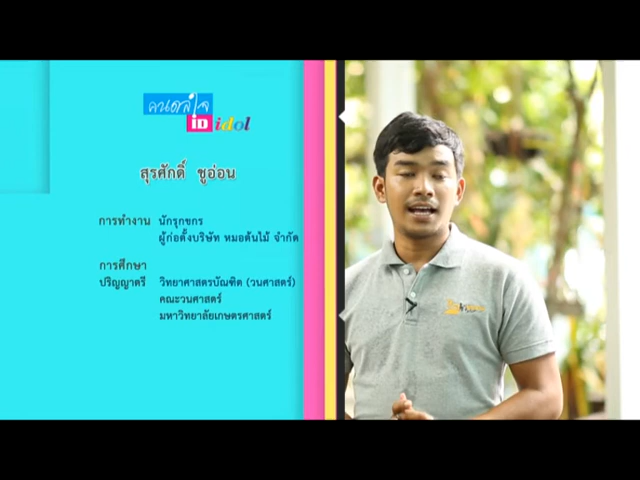 คนดลใจ
iD idol
สุรศักดิ์ ชูอ่อน
การทำงาน นักรุกขกร
ผู้ก่อตั้งบริษัท หมอต้นไม้ จำกัด
การศึกษา
ปริญญาตรี วิทยาศาสตรบัณฑิต (วนศาสตร์)
คณะวนศาสตร์
มหาวิทยาลัยเกษตรศาสตร์